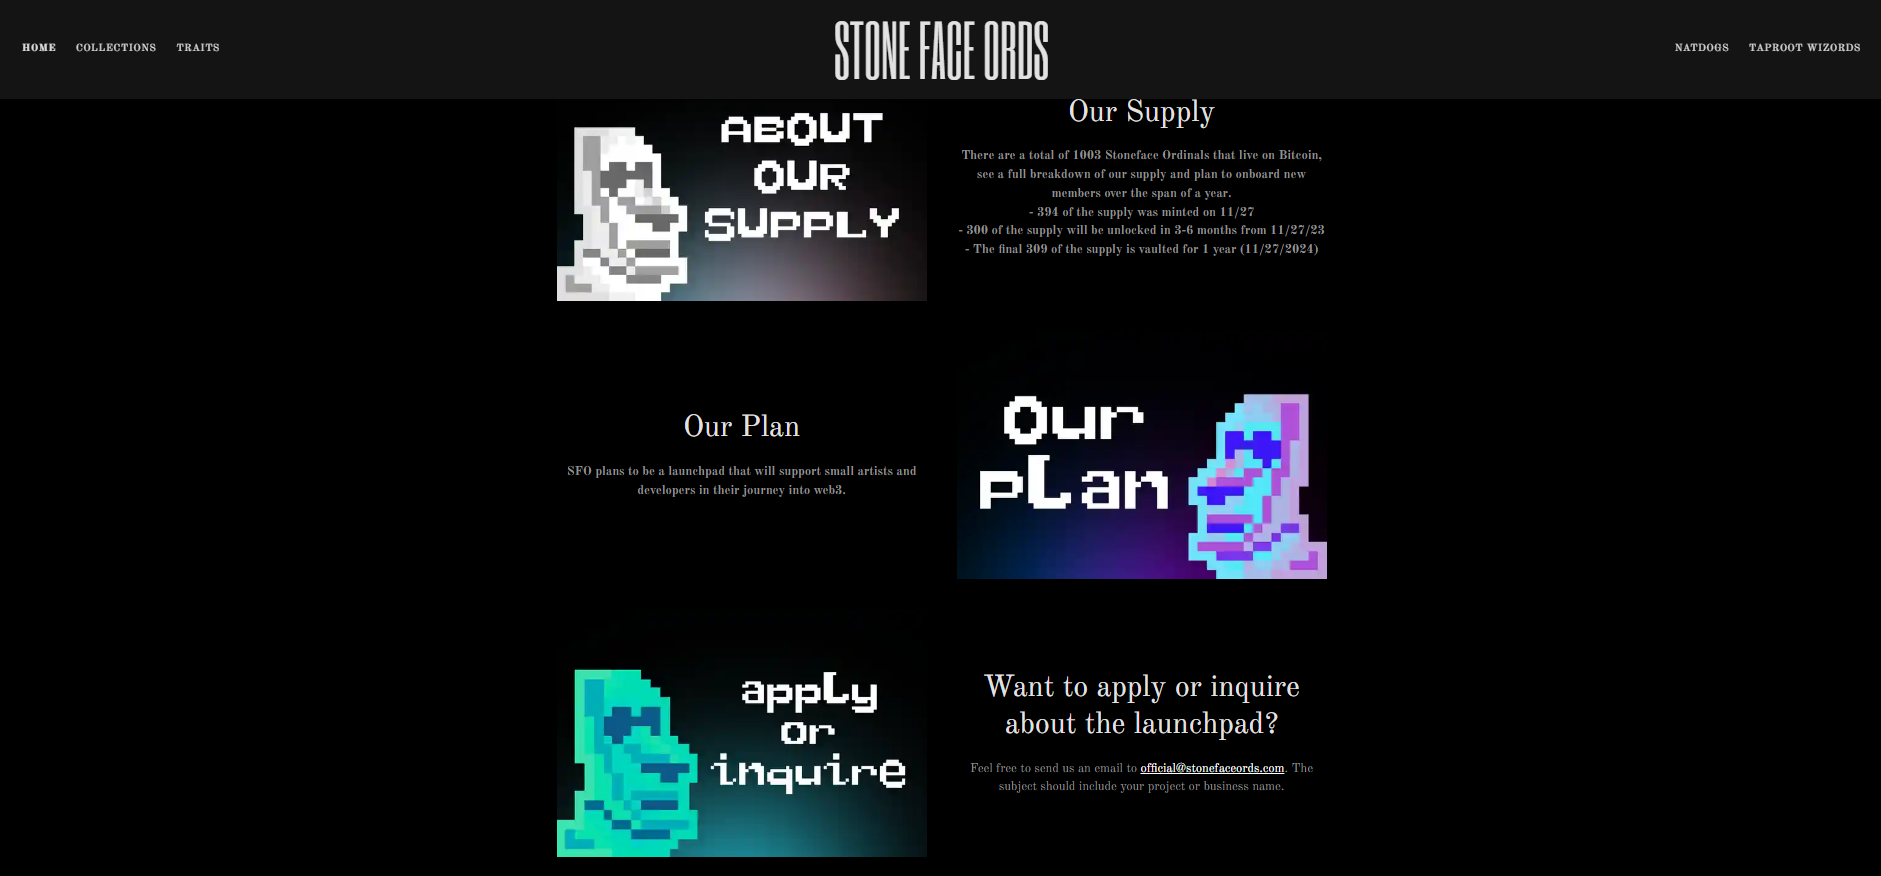 HOME COLLECTIONS TRAITS
STONE FACE ORDS
NATDOGS TAPROOT WIZORDS
ABOUT
OUR
SUPPLY
Our Supply
There are a total of 1003 Stoneface Ordinals that live on Bitcoin,
see a full breakdown of our supply and plan to onboard new
members over the span of a year.
- 394 of the supply was minted on 11/27
- 300 of the supply will be unlocked in 3-6 months from 11/27/23
- The final 309 of the supply is vaulted for 1 year (11/27/2024)
Our Plan
SFO plans to be a launchpad that will support small artists and
developers in their journey into web3.
Our
pLan
appLy
or
inquire
Want to apply or inquire
about the launchpad?
Feel free to send us an email to official@stonefaceords.com. The
subject should include your project or business name.